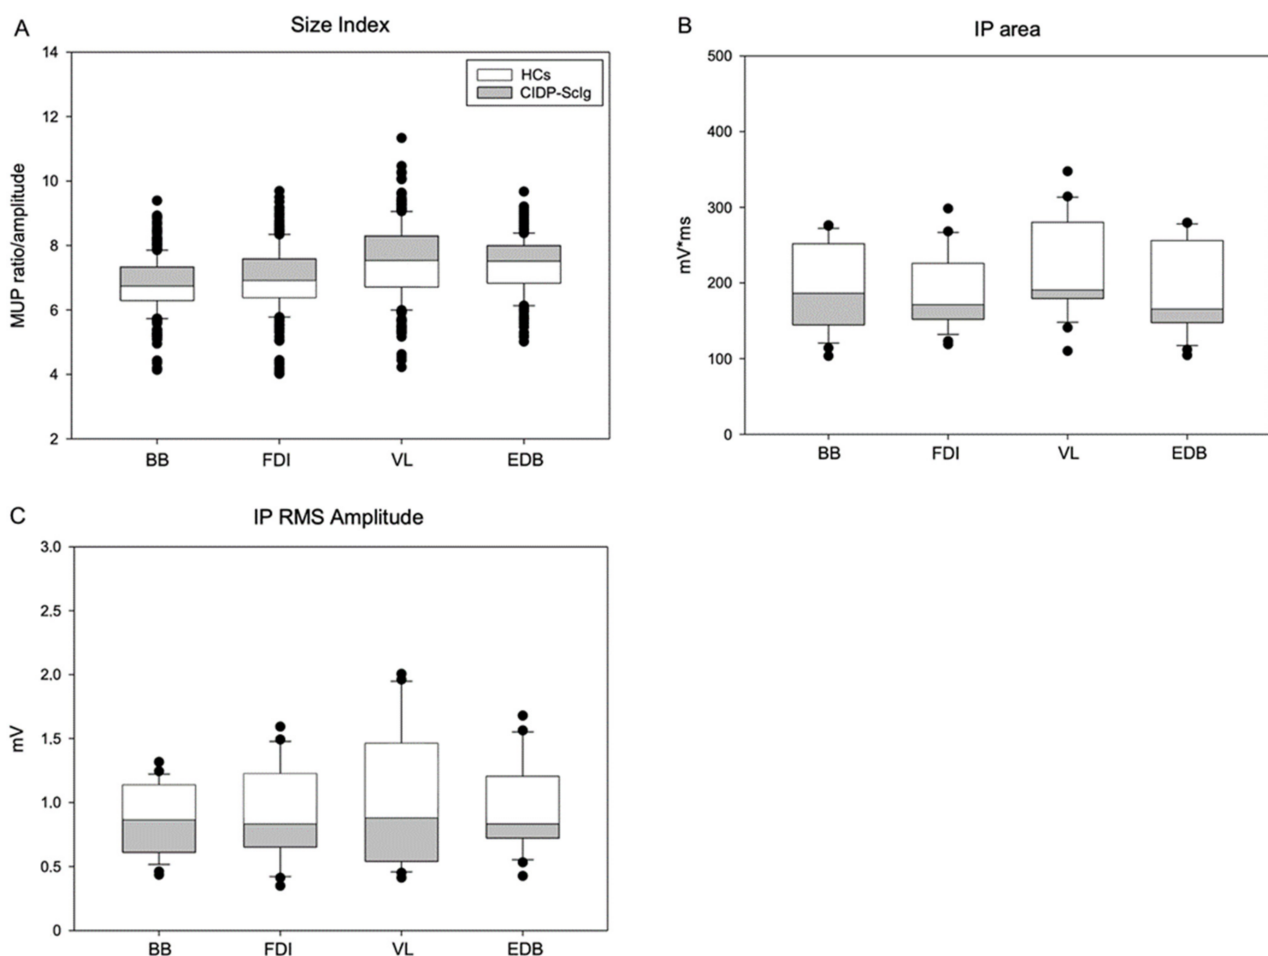 A
Size Index
14
12
10
8
6
4
2
MUP ratio/amplitude
HCs
CIDP-ScIg
BB FDI VL EDB
B
IP area
500
400
300
200
100
0
mV*ms
BB FDI VL EDB
C
IP RMS Amplitude
3.0
2.5
2.0
1.5
1.0
0.5
0
mV
BB FDI VL EDB